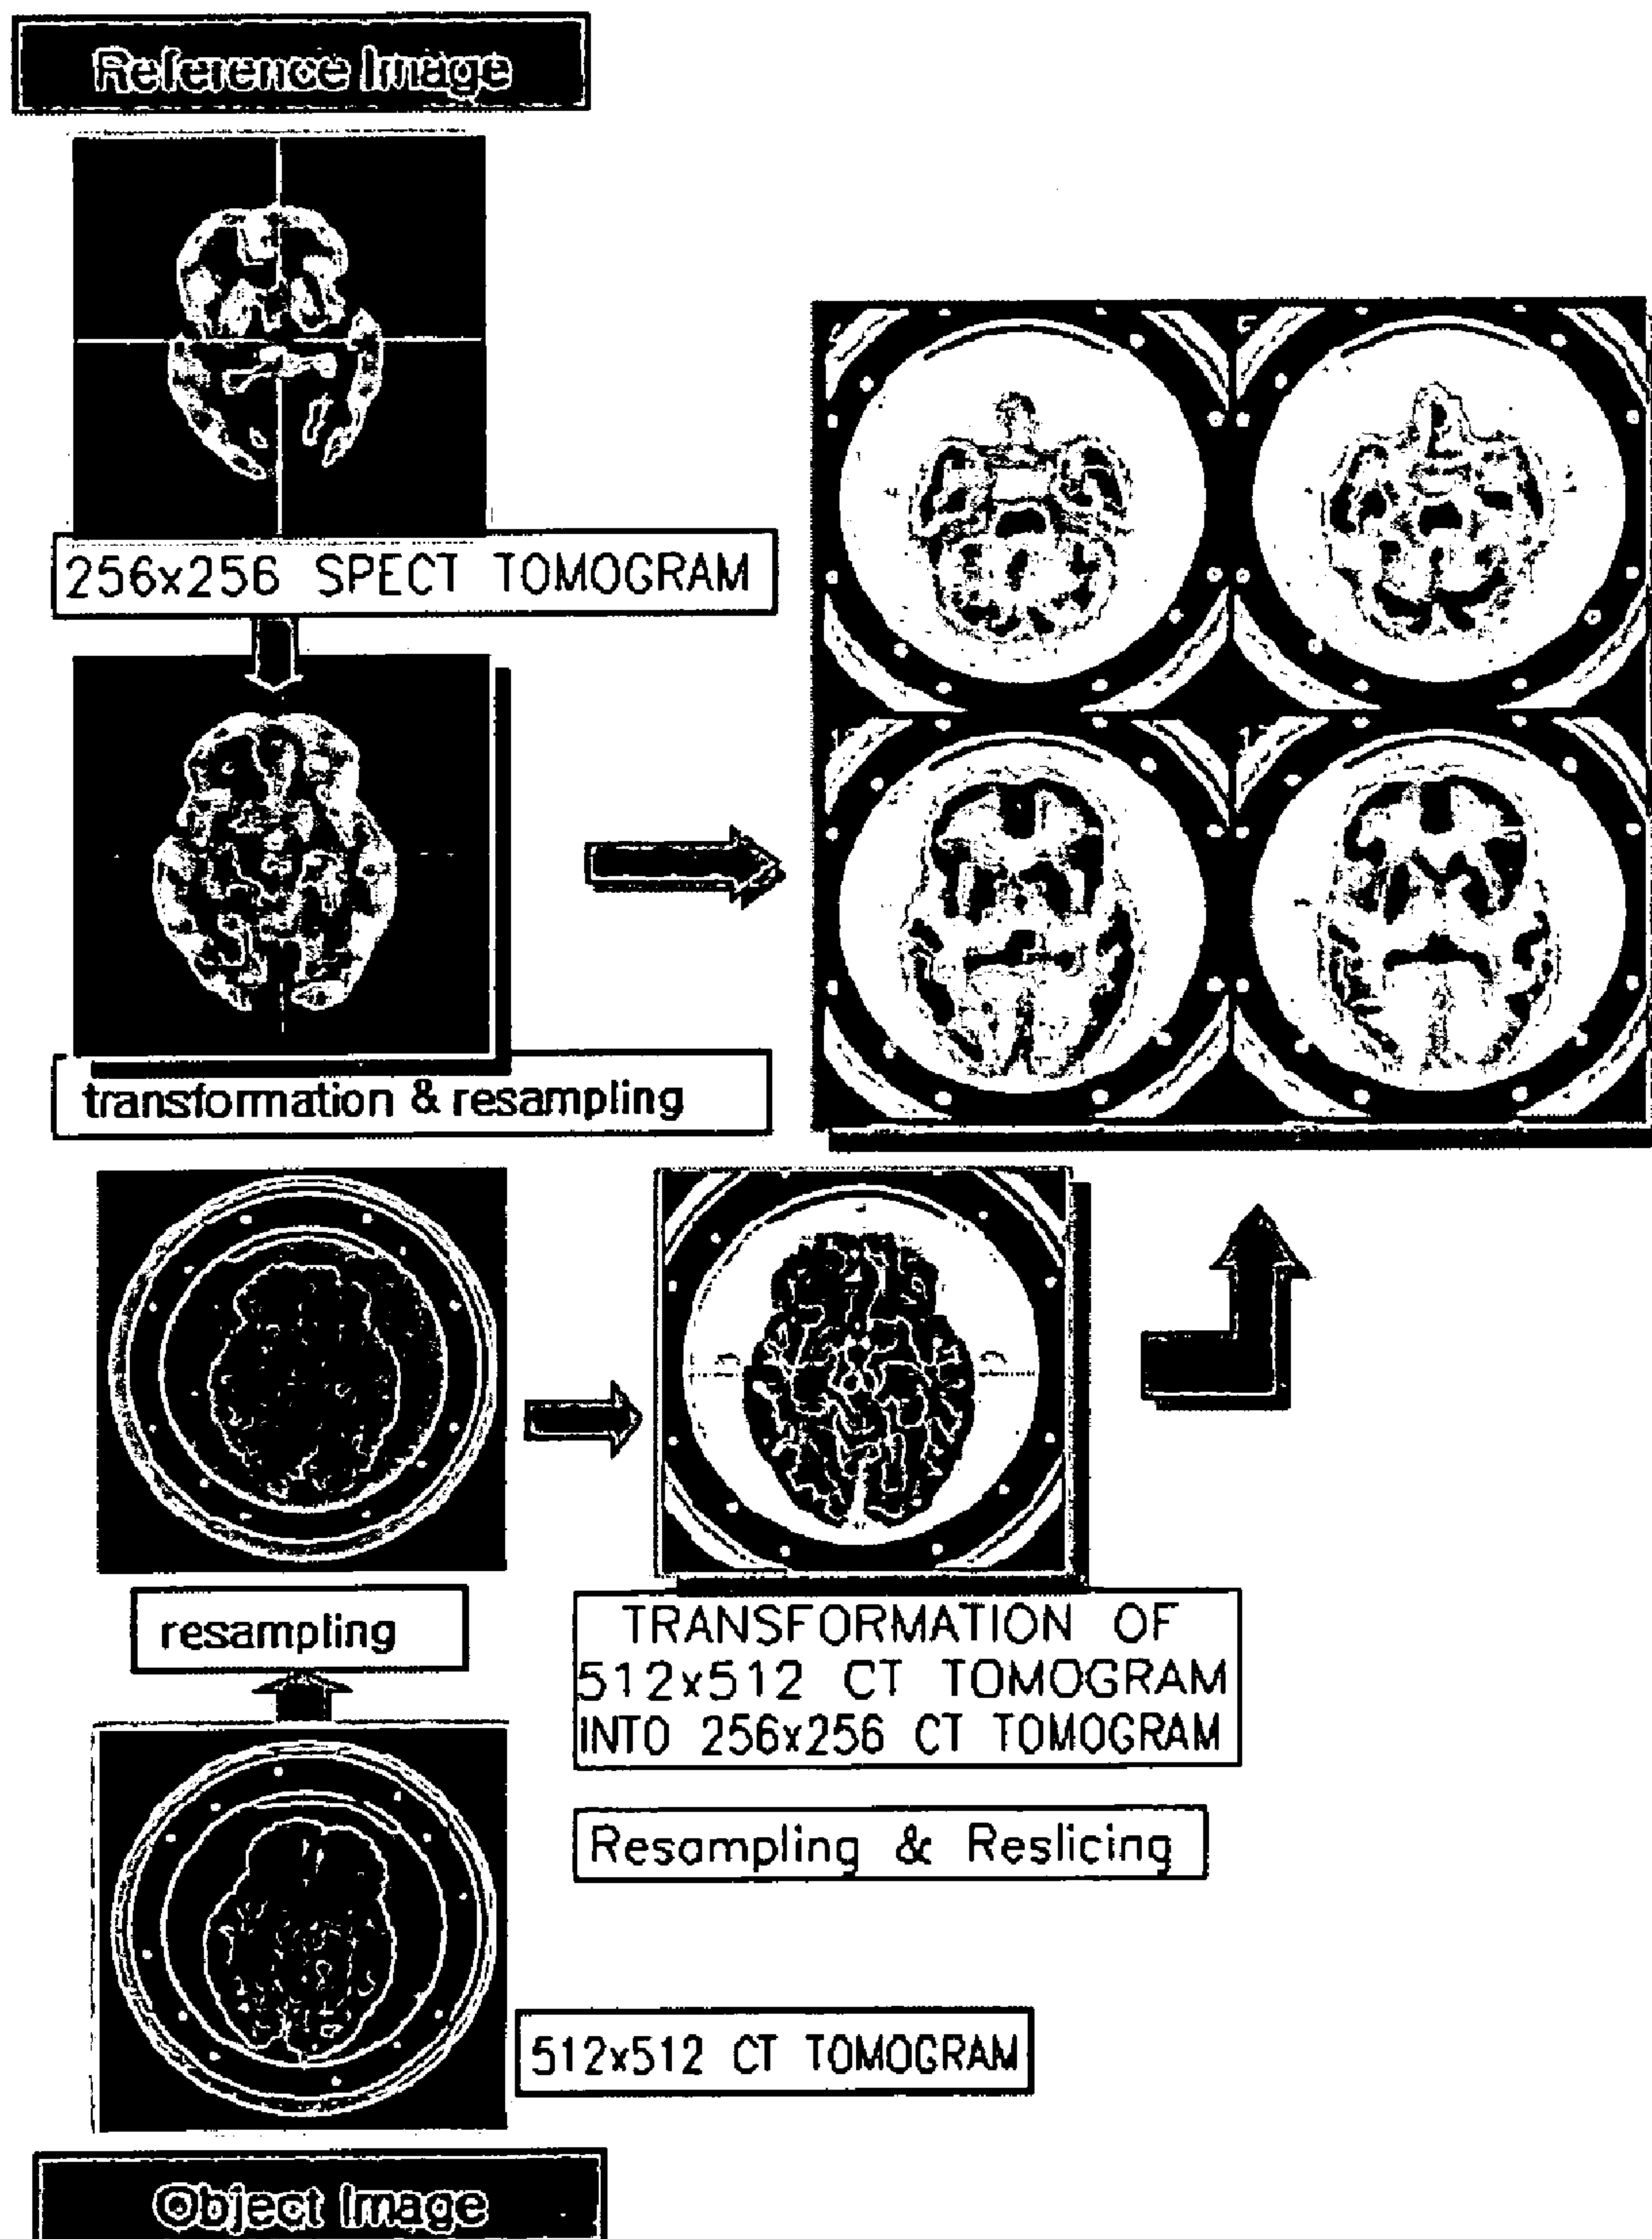 Reference Image
256x256 SPECT TOMOGRAM
transformation & resampling
resampling
TRANSFORMATION OF
512x512 CT TOMOGRAM
INTO 256x256 CT TOMOGRAM
Resampling & Reslicing
512x512 CT TOMOGRAM
Object Image